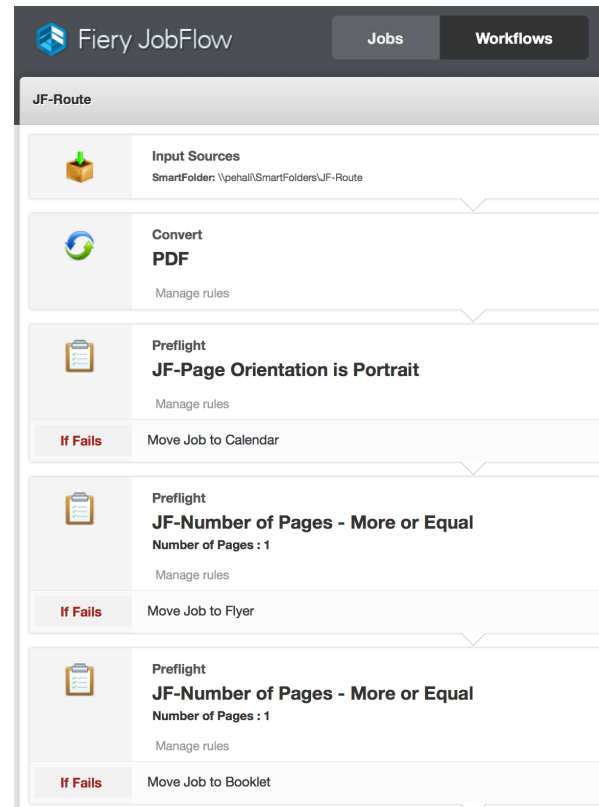 Fiery JobFlow
Jobs
Workflows
JF-Route
Input Sources
SmartFolder: \\pehali\SmartFolders\JF-Route
Convert
PDF
Manage rules
Preflight
JF-Page Orientation is Portrait
Manage rules
If Fails Move Job to Calendar
Preflight
JF-Number of Pages - More or Equal
Number of Pages : 1
Manage rules
If Fails Move Job to Flyer
Preflight
JF-Number of Pages - More or Equal
Number of Pages : 1
Manage rules
If Fails Move Job to Booklet